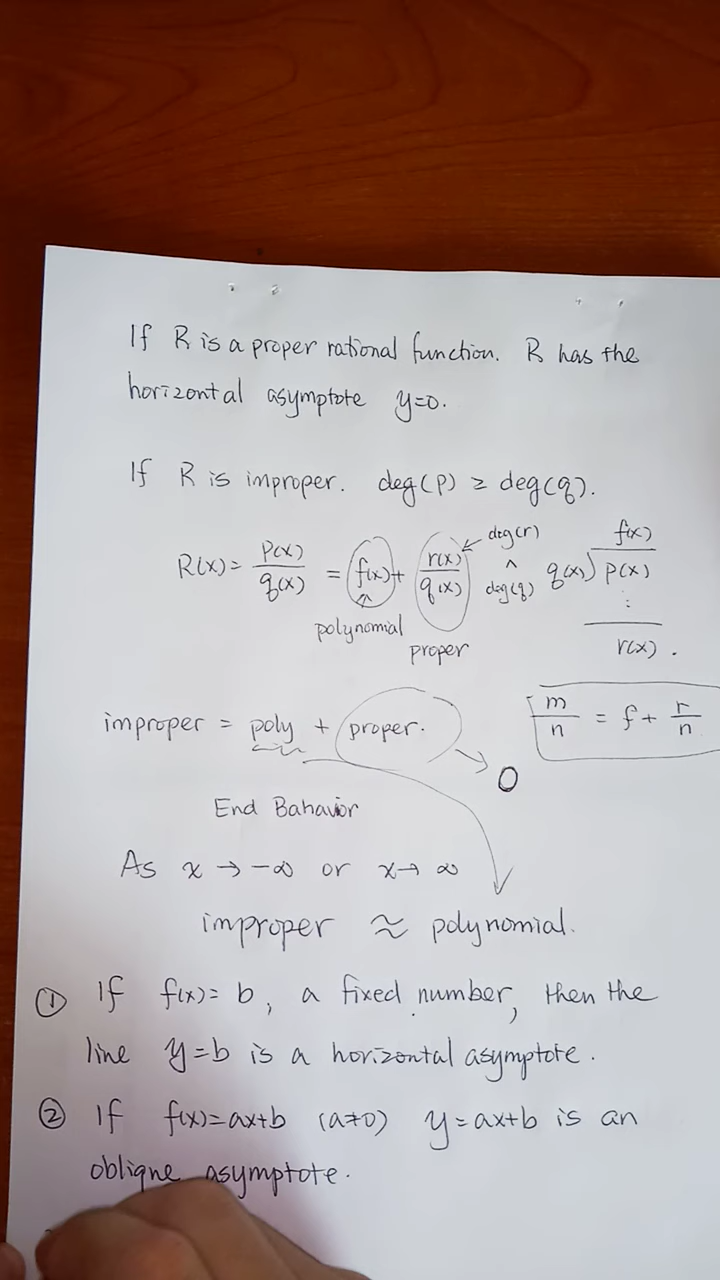 If R is a proper rational function. R has the
horizontal asymptote y=0.
If R is improper. deg(p) ≥ deg(q).
R(x) = p(x)/q(x) = f(x) + r(x)/q(x)
deg(r)
^
deg(q)
polynomial
proper
f(x)
q(x)) p(x)
⋮
r(x).
improper = poly + proper. → 0
m/n = f + r/n
End Bahavior
As x → -∞ or x → ∞
improper ≈ polynomial.
① If f(x) = b, a fixed number, then the
line y=b is a horizontal asymptote.
② If f(x)=ax+b (a≠0) y=ax+b is an
oblique asymptote.